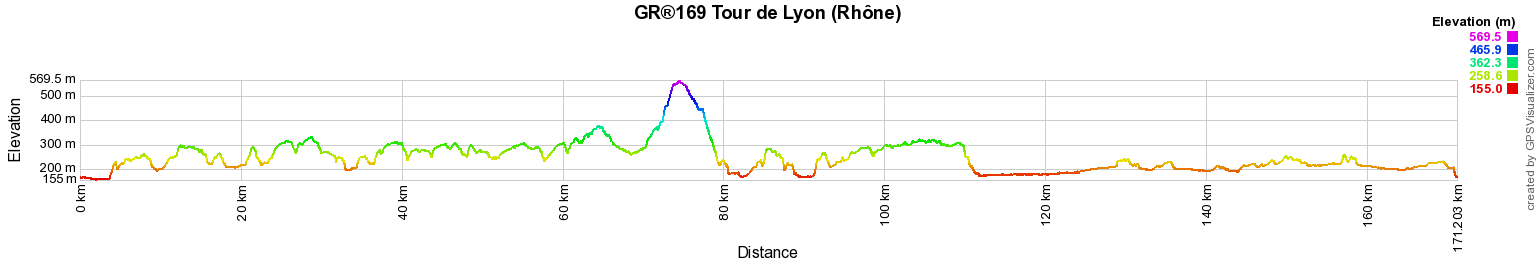 GR®169 Tour de Lyon (Rhône)
Elevation (m)
569.5
465.9
362.3
258.6
155.0
Elevation
569.5 m
500 m
400 m
300 m
200 m
155 m
0 km
20 km
40 km
60 km
80 km
100 km
120 km
140 km
160 km
171.203 km
Distance
created by GPSVisualizer.com